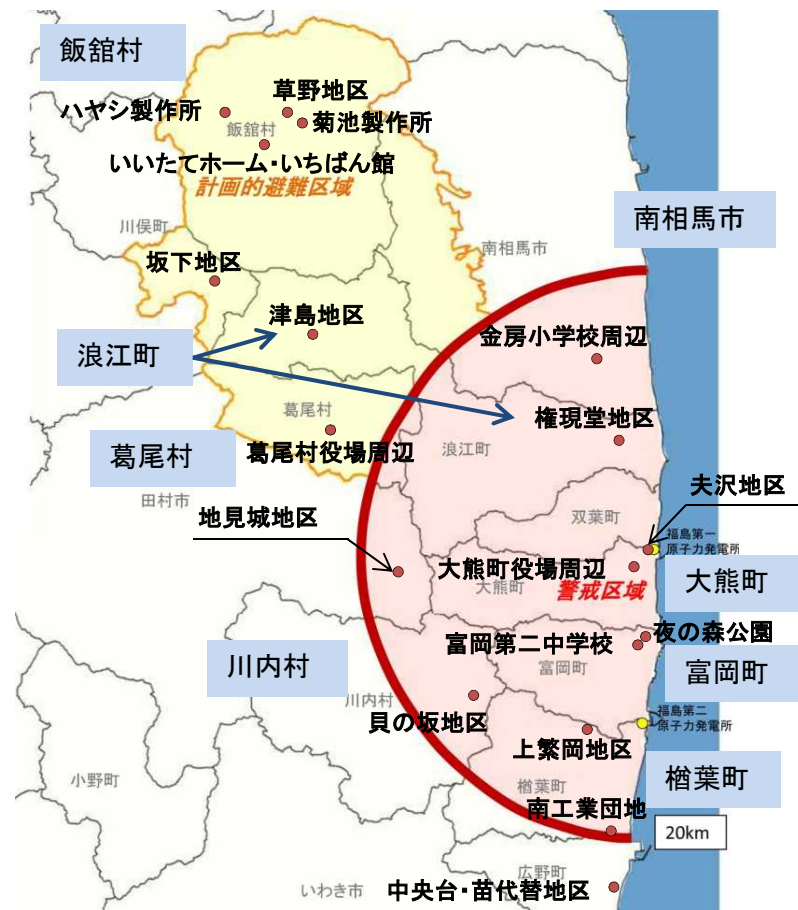 飯舘村
草野地区
ハヤシ製作所
菊池製作所
飯舘村
いいたてホーム・いちばん館
計画的避難区域
南相馬市
川俣町
南相馬市
坂下地区
津島地区
金房小学校周辺
浪江町
葛尾村
権現堂地区
葛尾村
葛尾村役場周辺
浪江町
夫沢地区
田村市
地見城地区
双葉町
福島第一
原子力発電所
大熊町役場周辺
大熊町
大熊町
警戒区域
夜の森公園
富岡第二中学校
川内村
富岡町
富岡町
川内村
貝の坂地区
福島第二
原子力発電所
上繁岡地区
小野町
楢葉町
楢葉町
南工業団地
20km
広野町
いわき市
中央台・苗代替地区